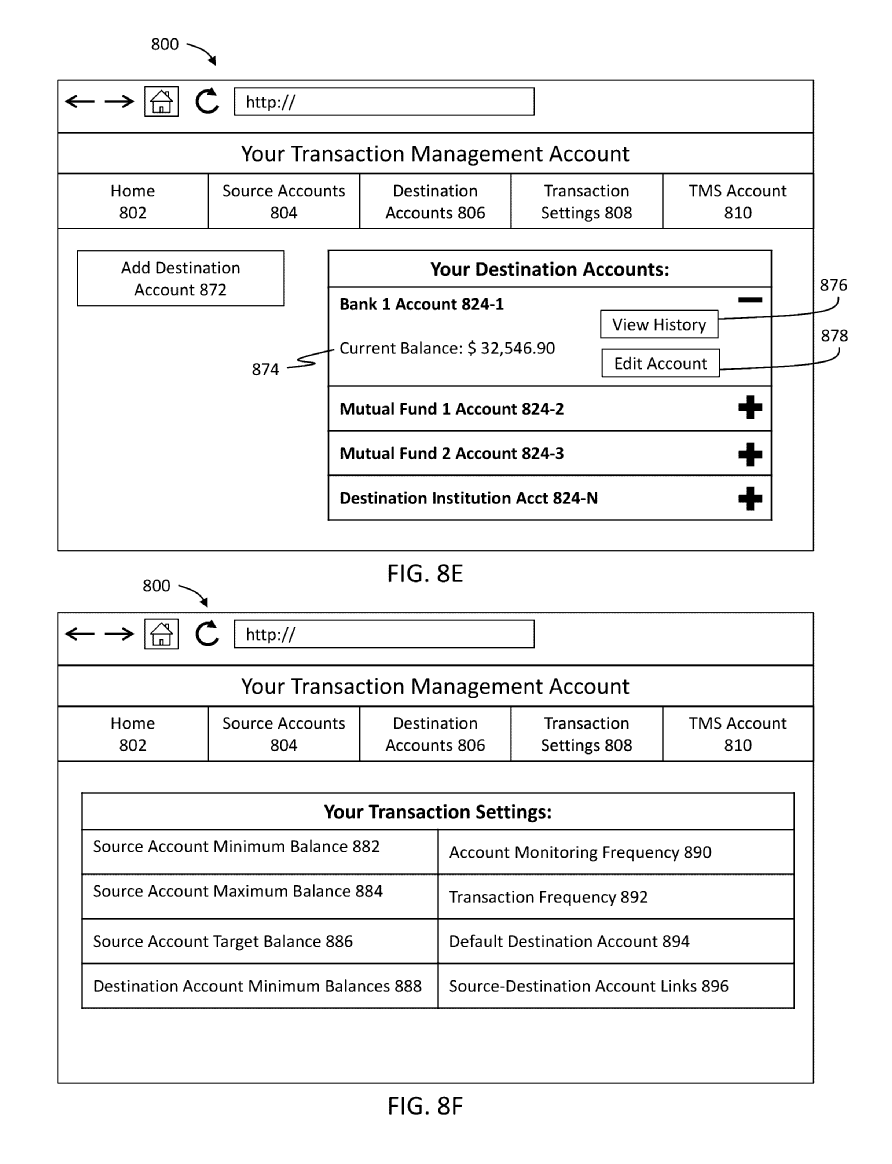 800
http://
Your Transaction Management Account
Home
802
Source Accounts
804
Destination
Accounts 806
Transaction
Settings 808
TMS Account
810
Add Destination
Account 872
Your Destination Accounts:
Bank 1 Account 824-1
View History
876
Current Balance: $ 32,546.90
874
Edit Account
878
Mutual Fund 1 Account 824-2
Mutual Fund 2 Account 824-3
Destination Institution Acct 824-N
FIG. 8E
800
http://
Your Transaction Management Account
Home
802
Source Accounts
804
Destination
Accounts 806
Transaction
Settings 808
TMS Account
810
Your Transaction Settings:
Source Account Minimum Balance 882
Account Monitoring Frequency 890
Source Account Maximum Balance 884
Transaction Frequency 892
Source Account Target Balance 886
Default Destination Account 894
Destination Account Minimum Balances 888
Source-Destination Account Links 896
FIG. 8F